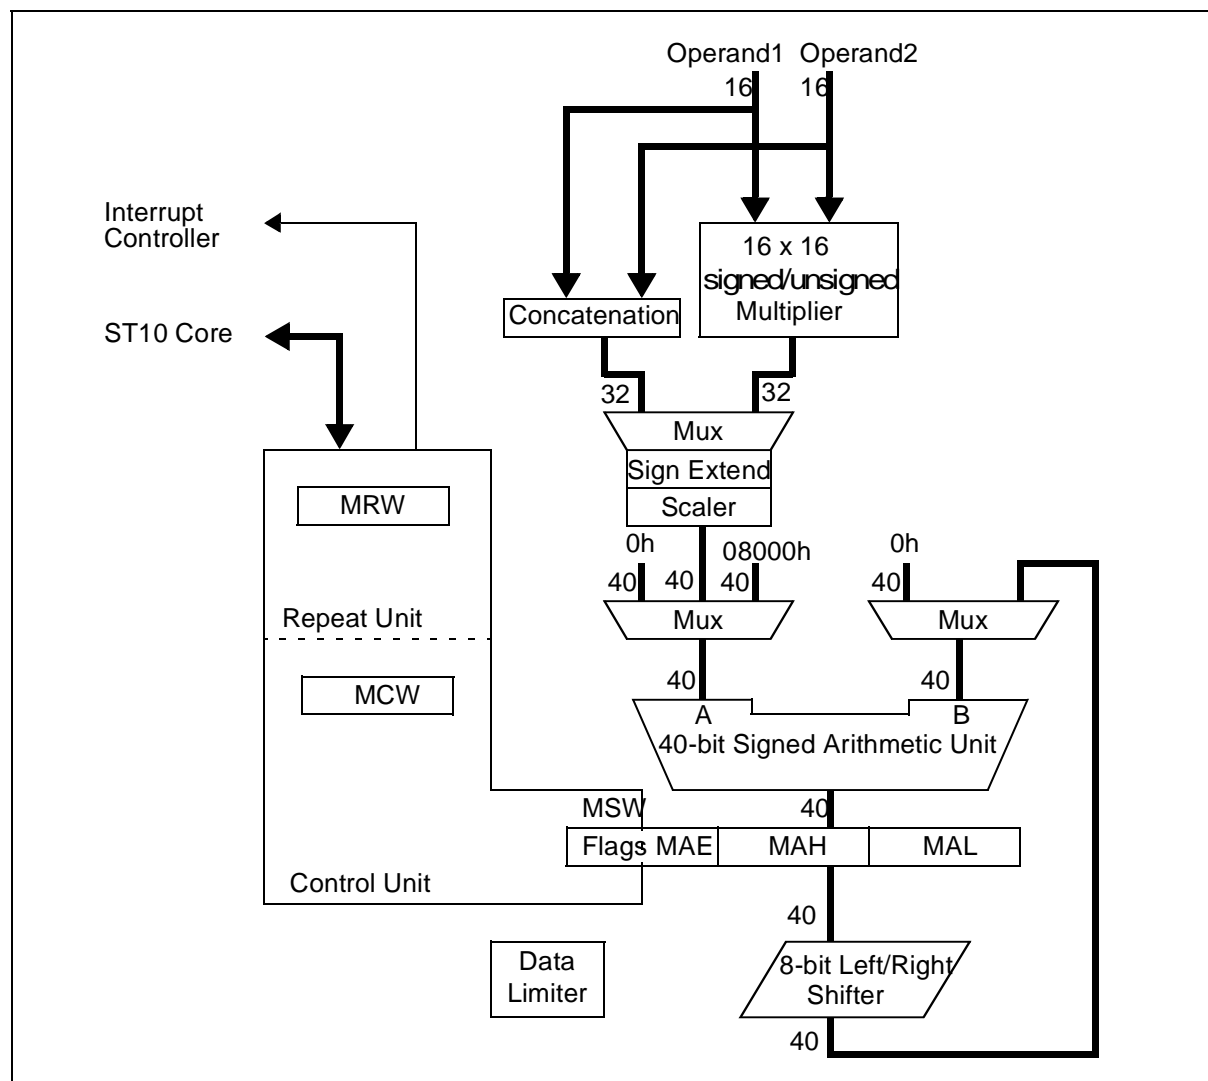 Operand1 Operand2
16 16
Interrupt
Controller
16 x 16
signed/unsigned
Multiplier
Concatenation
ST10 Core
32 32
Mux
Sign Extend
MRW
Scaler
0h 08000h 0h
40 40 40 40
Repeat Unit
Mux Mux
40 40
MCW
A B
40-bit Signed Arithmetic Unit
MSW 40
Flags MAE MAH MAL
Control Unit
40
Data
Limiter
8-bit Left/Right
Shifter
40